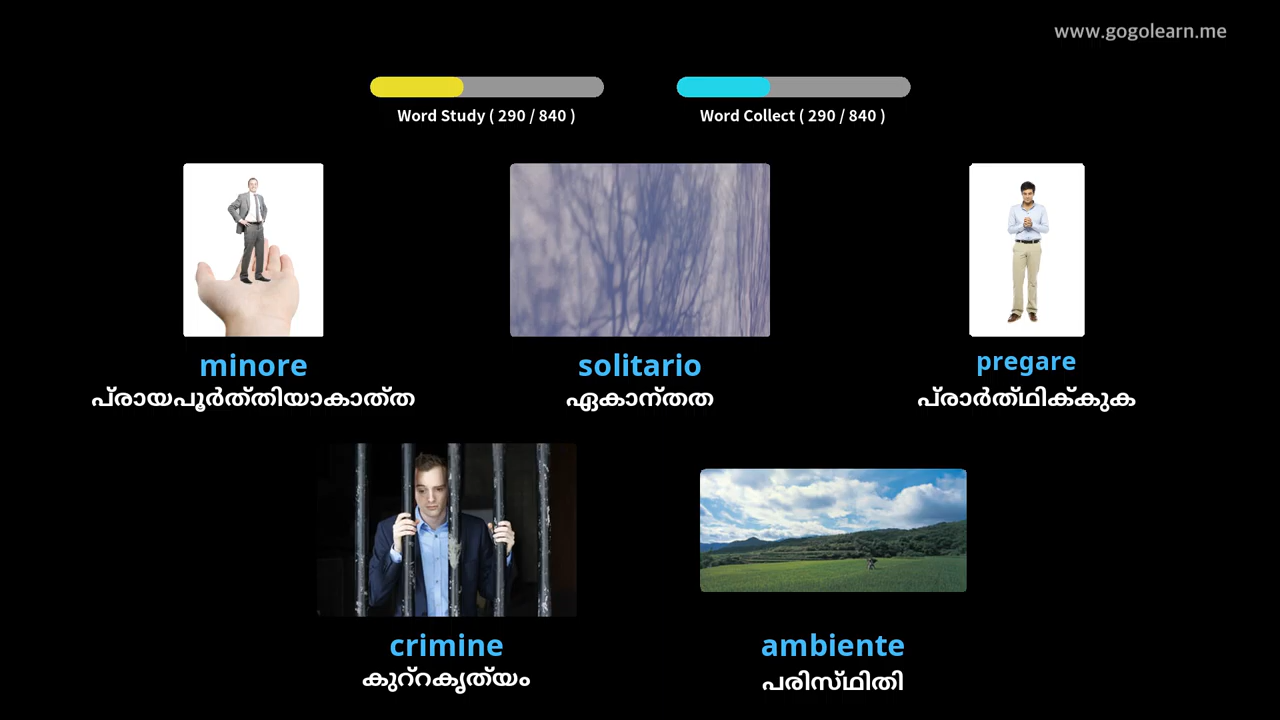 www.gogolearn.me
Word Study ( 290 / 840 )
Word Collect ( 290 / 840 )
minore
പ്രായപൂർത്തിയാകാത്ത
solitario
ഏകാന്തത
pregare
പ്രാർത്ഥിക്കുക
crimine
കുറ്റകൃത്യം
ambiente
പരിസ്ഥിതി